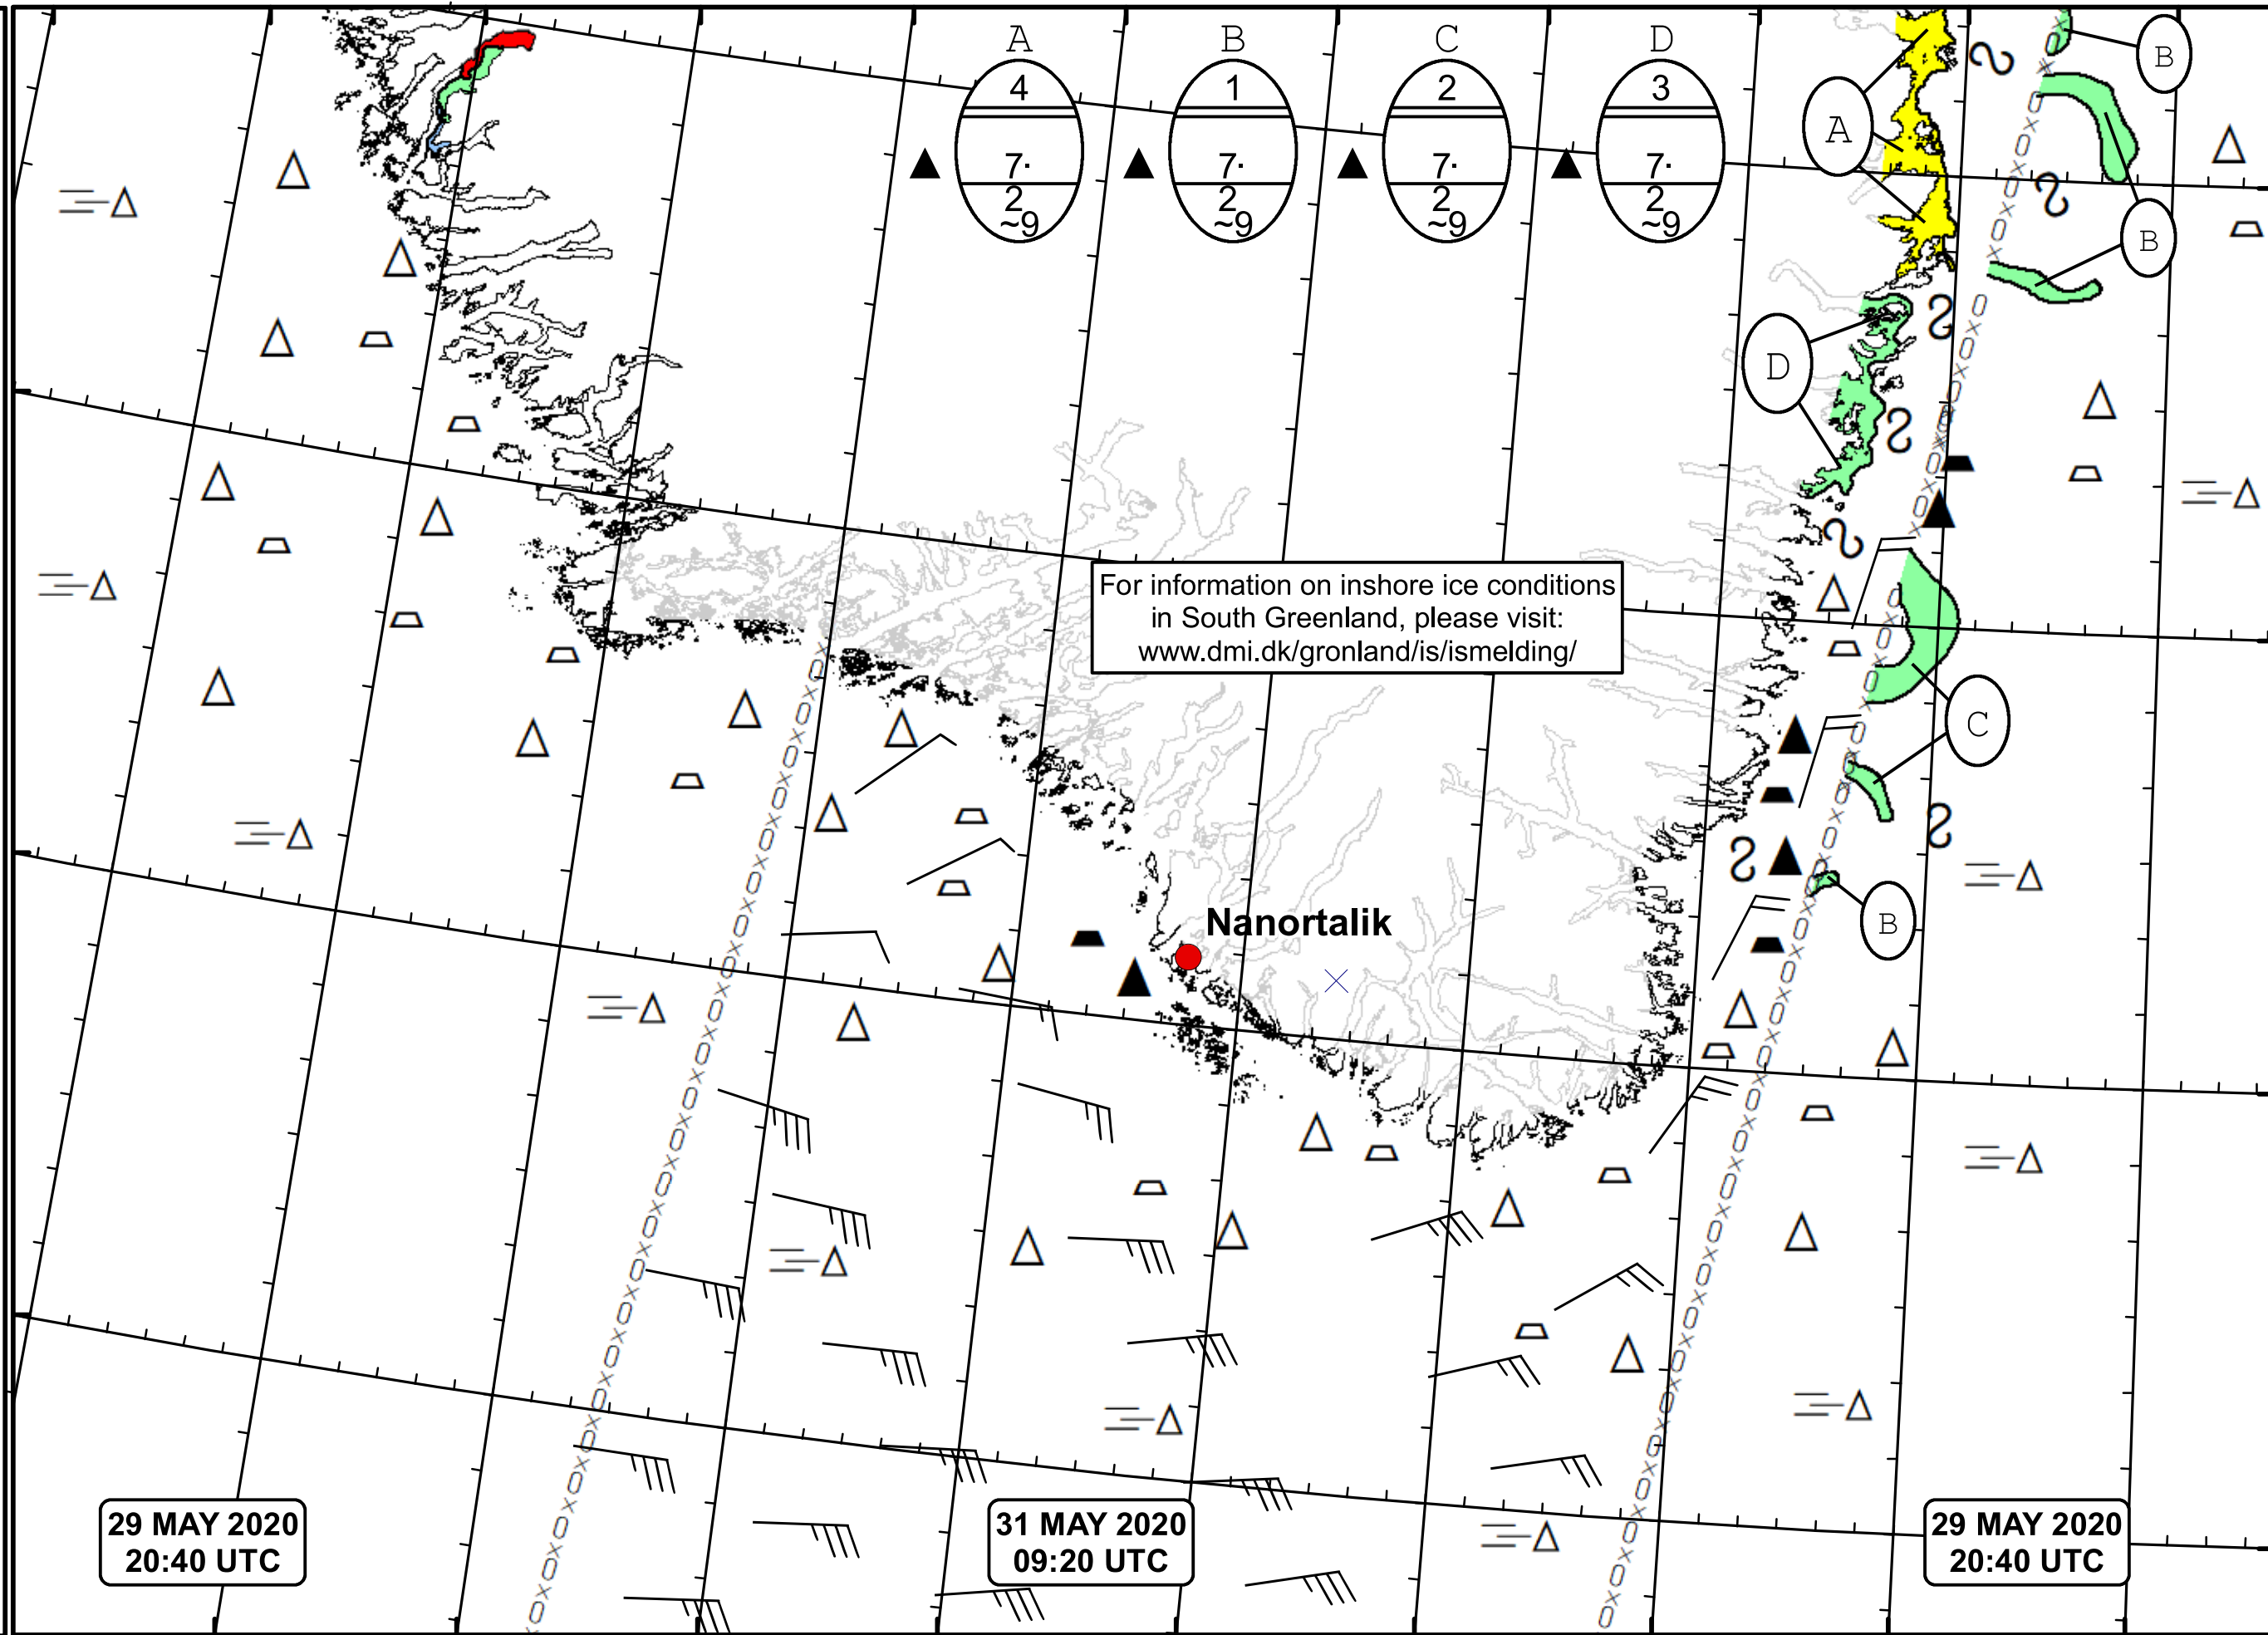 A B C D
4 1 2 3
7· 7· 7· 7·
2 2 2 2
~9 ~9 ~9 ~9
B
A
B
D
For information on inshore ice conditions
in South Greenland, please visit:
www.dmi.dk/gronland/is/ismelding/
C
B
Nanortalik
29 MAY 2020
20:40 UTC
31 MAY 2020
09:20 UTC
29 MAY 2020
20:40 UTC